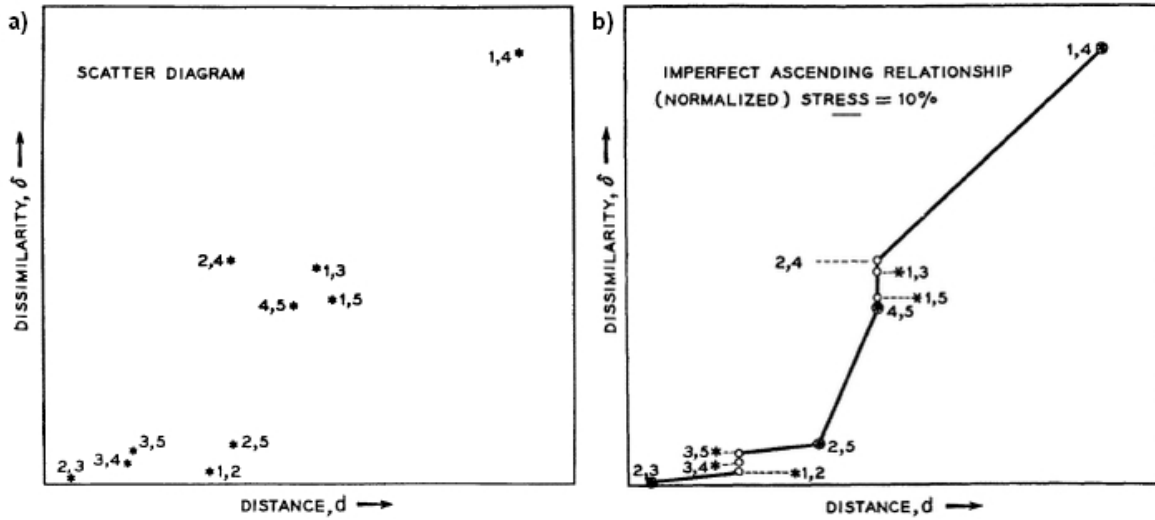 a)
SCATTER DIAGRAM
1,4*
2,4*
*1,3
4,5*
*1,5
3,5
*
*2,5
2,3
*
3,4*
*1,2
DISSIMILARITY, δ →
DISTANCE, d →
b)
IMPERFECT ASCENDING RELATIONSHIP
(NORMALIZED) STRESS = 10%
1,4
2,4
*1,3
*1,5
4,5
3,5*
2,5
3,4*
2,3
*1,2
DISSIMILARITY, δ →
DISTANCE, d →